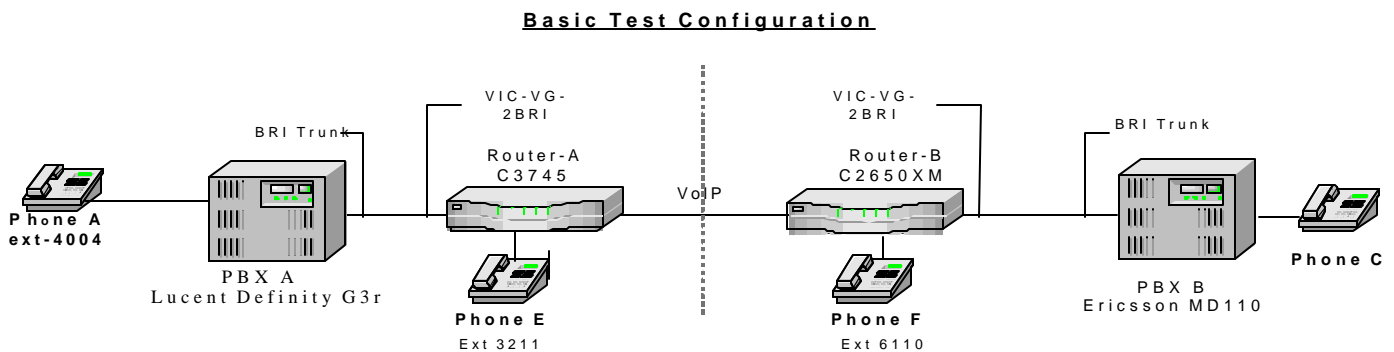 Basic Test Configuration
VIC-VG-
2BRI
VIC-VG-
2BRI
BRI Trunk
BRI Trunk
Router-A
C3745
Router-B
C2650XM
VoIP
Phone A
ext-4004
PBX A
Lucent Definity G3r
Phone E
Ext 3211
Phone F
Ext 6110
PBX B
Ericsson MD110
Phone C